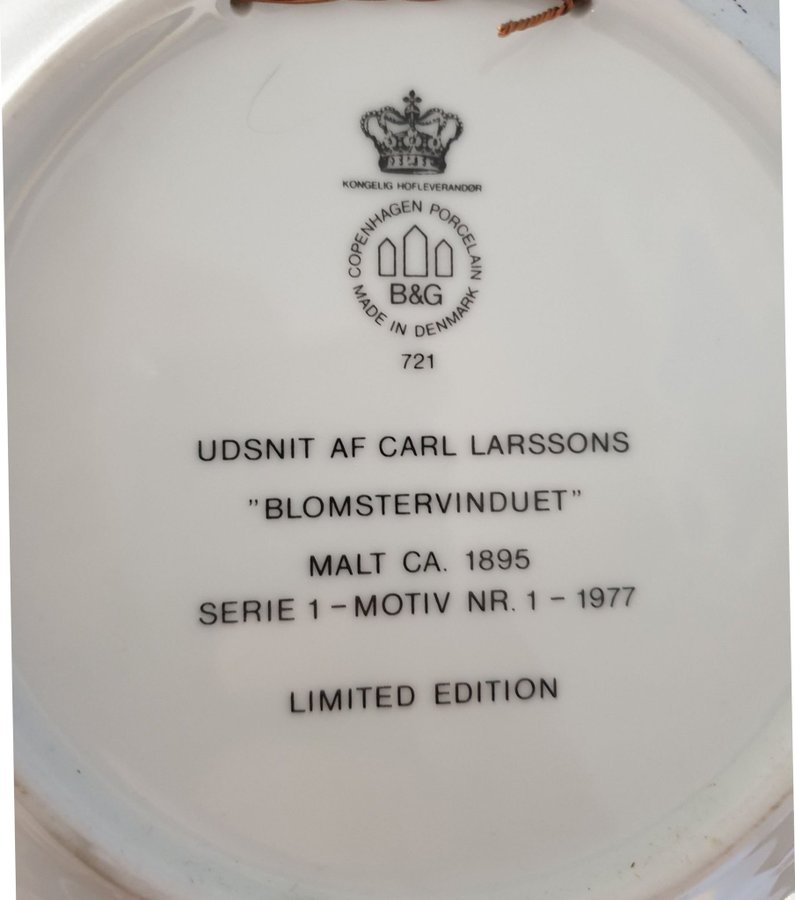 KONGELIG HOFLEVERANDØR
COPENHAGEN PORCELAIN
B&G
MADE IN DENMARK
721
UDSNIT AF CARL LARSSONS
"BLOMSTERVINDUET"
MALT CA. 1895
SERIE 1 – MOTIV NR. 1 – 1977
LIMITED EDITION